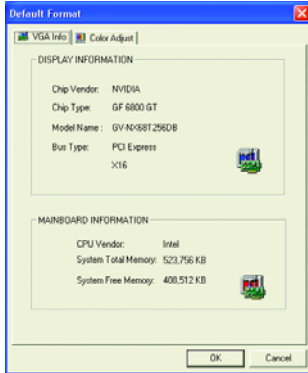 Default Format
VGA Info Color Adjust
DISPLAY INFORMATION
Chip Vendor: NVIDIA
Chip Type: GF 6800 GT
Model Name : GV-NX68T256DB
Bus Type: PCI Express
X16
MAINBOARD INFORMATION
CPU Vendor: Intel
System Total Memory: 523,756 KB
System Free Memory: 408,512 KB
OK Cancel